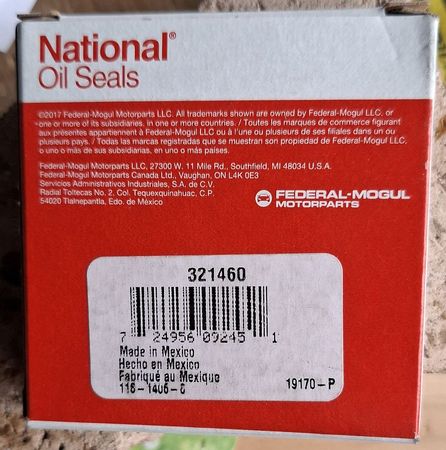 National®
Oil Seals
©2017 Federal-Mogul Motorparts LLC. All trademarks shown are owned by Federal-Mogul LLC. or
one or more of its subsidiaries, in one or more countries. / Toutes les marques de commerce figurant
aux présentes appartiennent à Federal-Mogul LLC ou à l'une ou plusieurs de ses filiales dans un ou
plusieurs pays. / Todas las marcas registradas que se muestran son propiedad de Federal-Mogul LLC.
o uno o más de sus subsidiarias, en uno o más países.
Federal-Mogul Motorparts LLC, 27300 W. 11 Mile Rd., Southfield, MI 48034 U.S.A.
Federal-Mogul Motorparts Canada Ltd., Vaughan, ON L4K 0E3
Servicios Administrativos Industriales, S.A. de C.V.
Radial Toltecas No. 2, Col. Tequexquinahuac, C.P.
54020 Tlalnepantla, Edo. de México
FEDERAL-MOGUL
MOTORPARTS
321460
7 24956 09245 1
Made in Mexico
Hecho en Mexico
Fabriqué au Mexique
19170-P